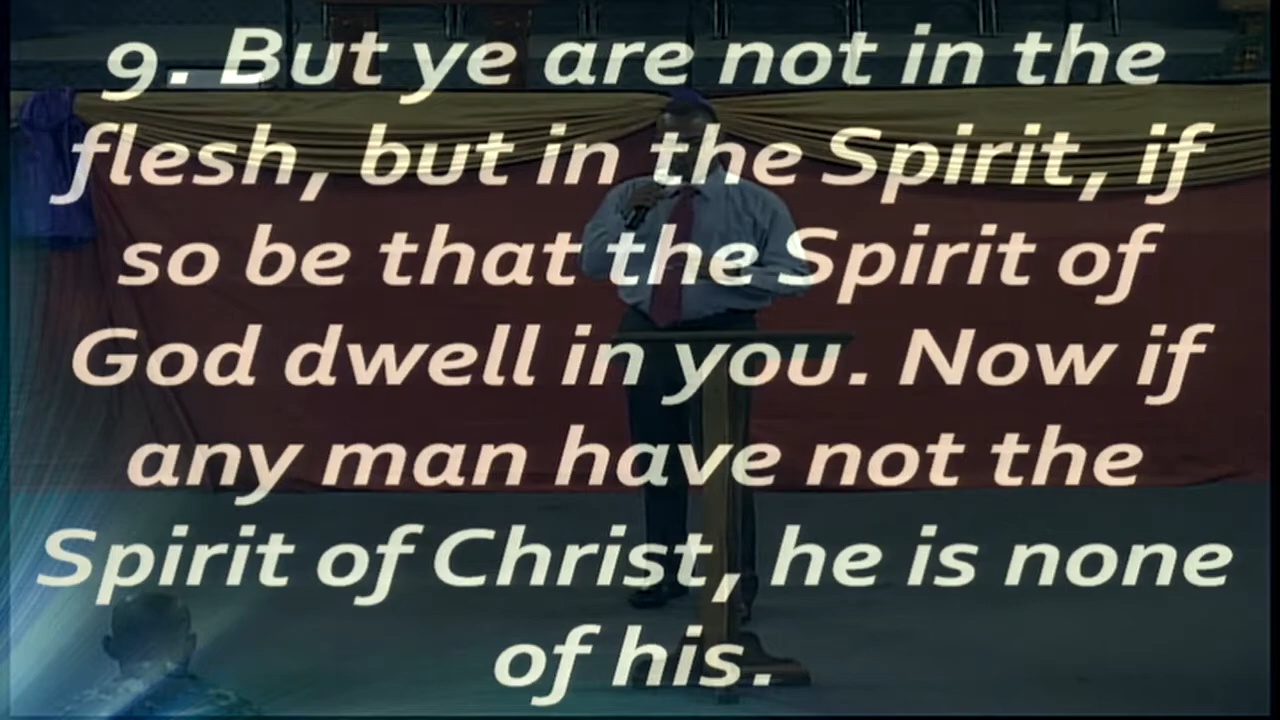 9. But ye are not in the
flesh, but in the Spirit, if
so be that the Spirit of
God dwell in you. Now if
any man have not the
Spirit of Christ, he is none
of his.